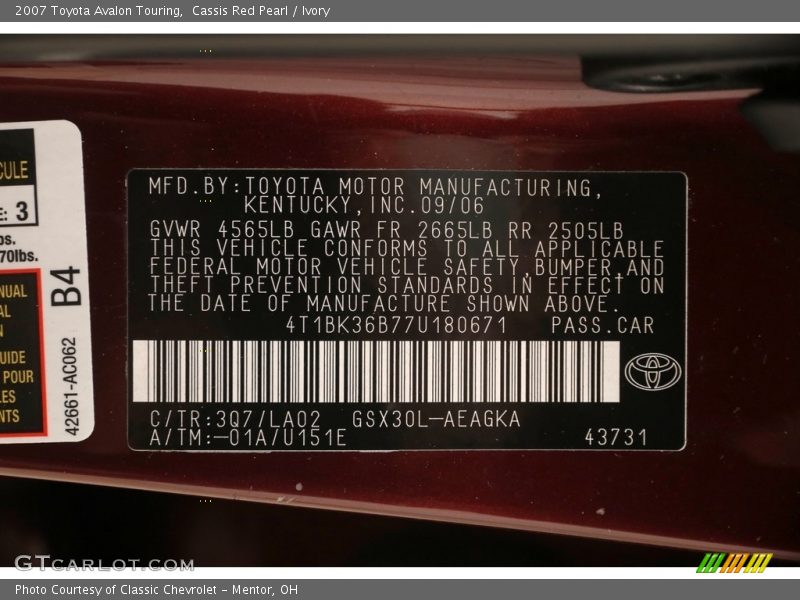 2007 Toyota Avalon Touring,  Cassis Red Pearl / Ivory
CULE
E: 3
os.
70lbs.
NUAL
AL
N
UIDE
POUR
LES
NTS
B4
42661-AC062
MFD.BY:TOYOTA MOTOR MANUFACTURING,
KENTUCKY,INC.09/06
GVWR 4565LB GAWR FR 2665LB RR 2505LB
THIS VEHICLE CONFORMS TO ALL APPLICABLE
FEDERAL MOTOR VEHICLE SAFETY,BUMPER,AND
THEFT PREVENTION STANDARDS IN EFFECT ON
THE DATE OF MANUFACTURE SHOWN ABOVE.
4T1BK36B77U180671 PASS.CAR
C/TR:3Q7/LA02 GSX30L-AEAGKA
A/TM:-01A/U151E 43731
GTCARLOT.COM
Photo Courtesy of Classic Chevrolet - Mentor, OH